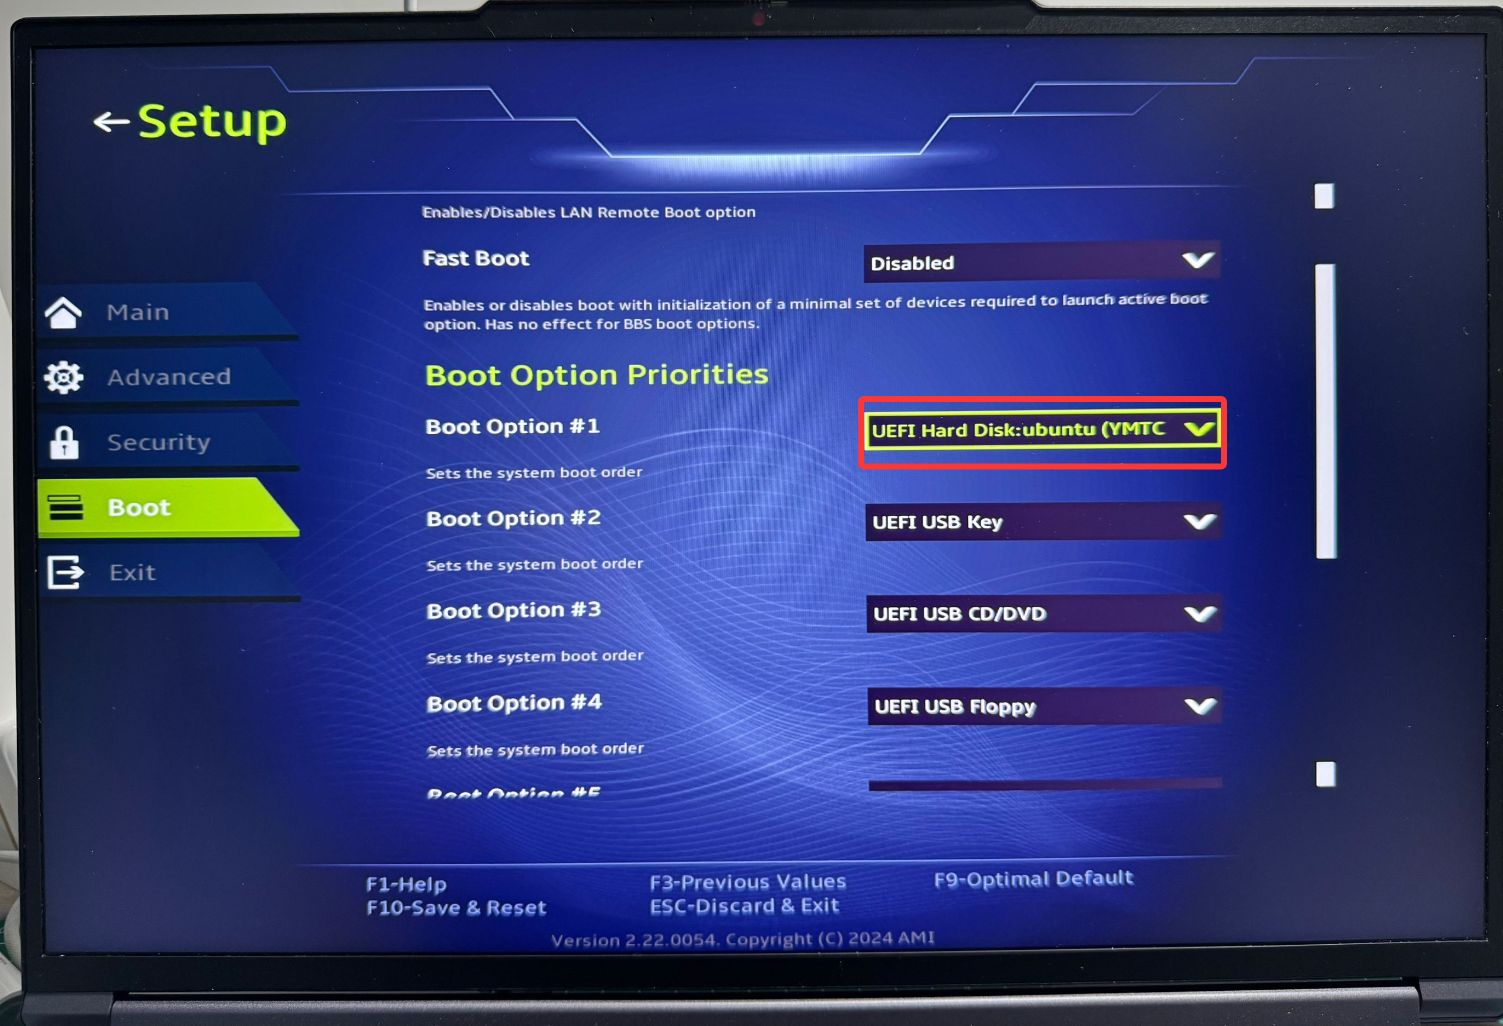 ←Setup
Enables/Disables LAN Remote Boot option
Fast Boot
Disabled
Enables or disables boot with initialization of a minimal set of devices required to launch active boot
option. Has no effect for BBS boot options.
Boot Option Priorities
Boot Option #1
UEFI Hard Disk:ubuntu (YMTC
Sets the system boot order
Boot Option #2
UEFI USB Key
Sets the system boot order
Boot Option #3
UEFI USB CD/DVD
Sets the system boot order
Boot Option #4
UEFI USB Floppy
Sets the system boot order
Boot Option #5
Main
Advanced
Security
Boot
Exit
F1-Help
F3-Previous Values
F9-Optimal Default
F10-Save & Reset
ESC-Discard & Exit
Version 2.22.0054. Copyright (C) 2024 AMI